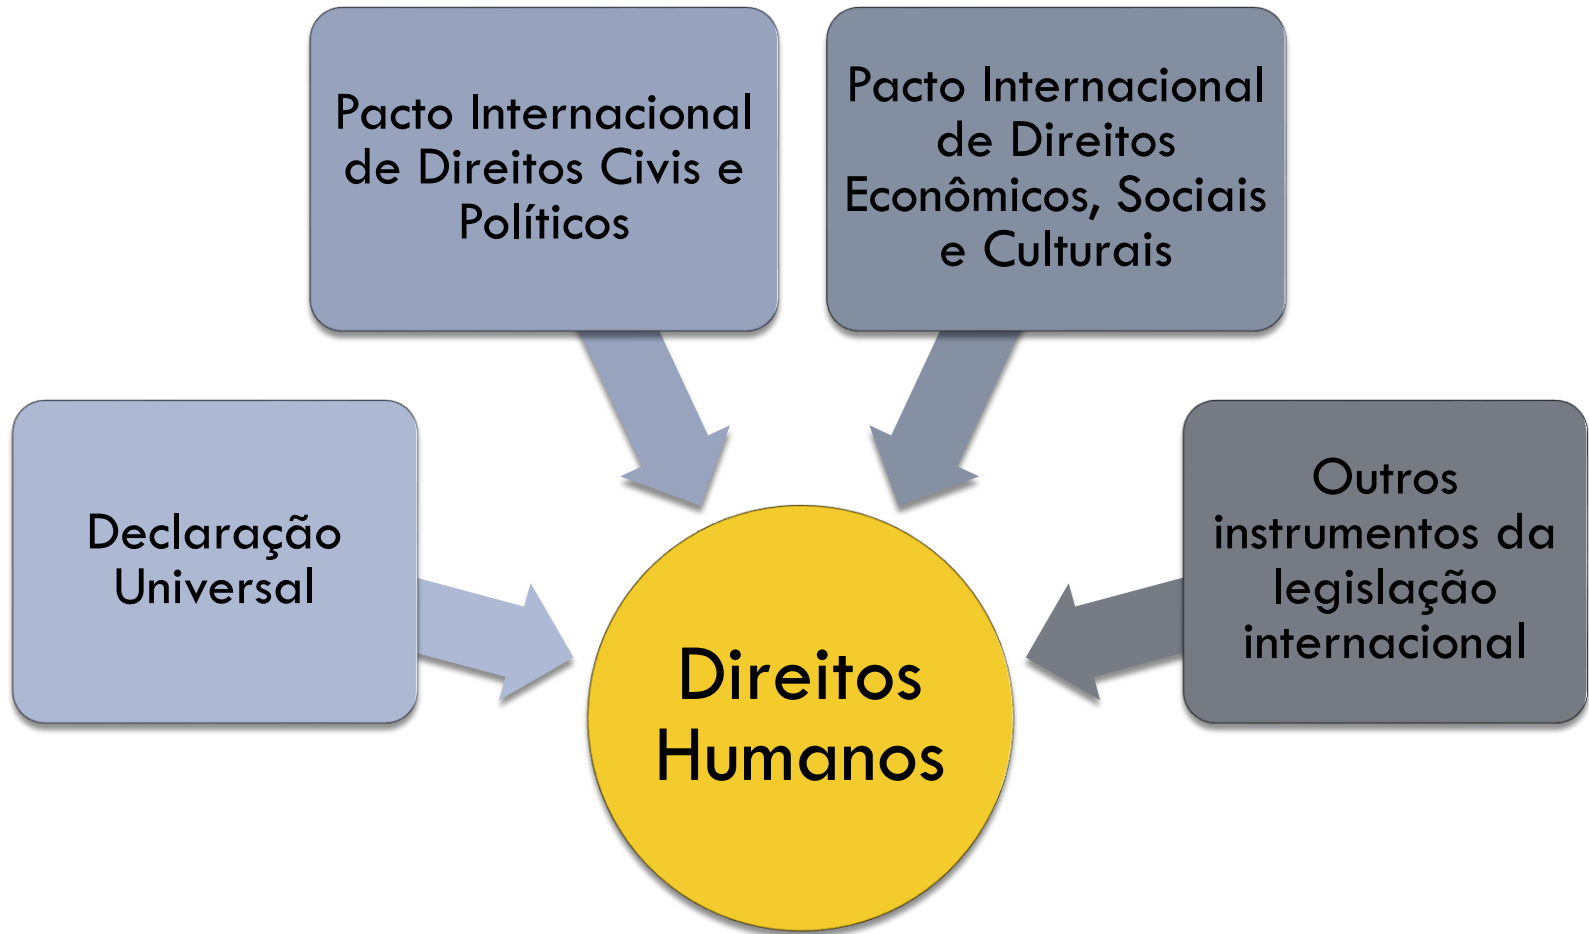 Pacto Internacional
de Direitos Civis e
Políticos
Pacto Internacional
de Direitos
Econômicos, Sociais
e Culturais
Declaração
Universal
Outros
instrumentos da
legislação
internacional
Direitos
Humanos